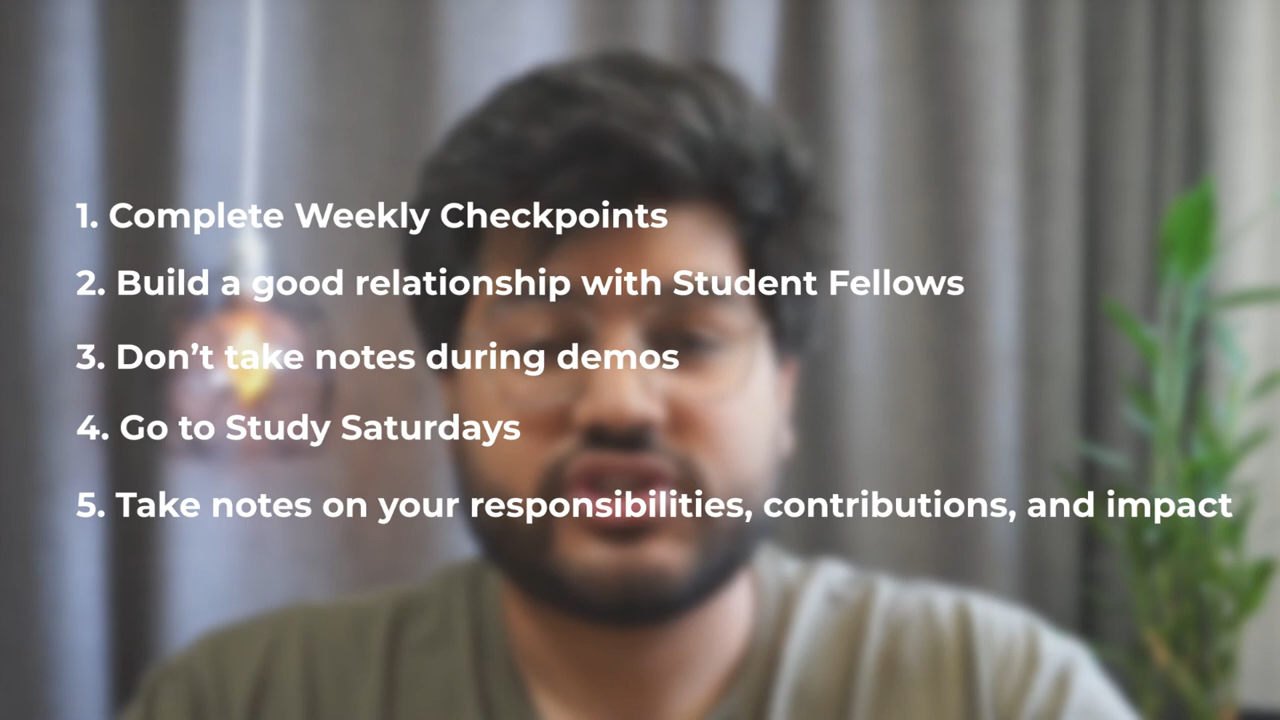 1. Complete Weekly Checkpoints
2. Build a good relationship with Student Fellows
3. Don’t take notes during demos
4. Go to Study Saturdays
5. Take notes on your responsibilities, contributions, and impact